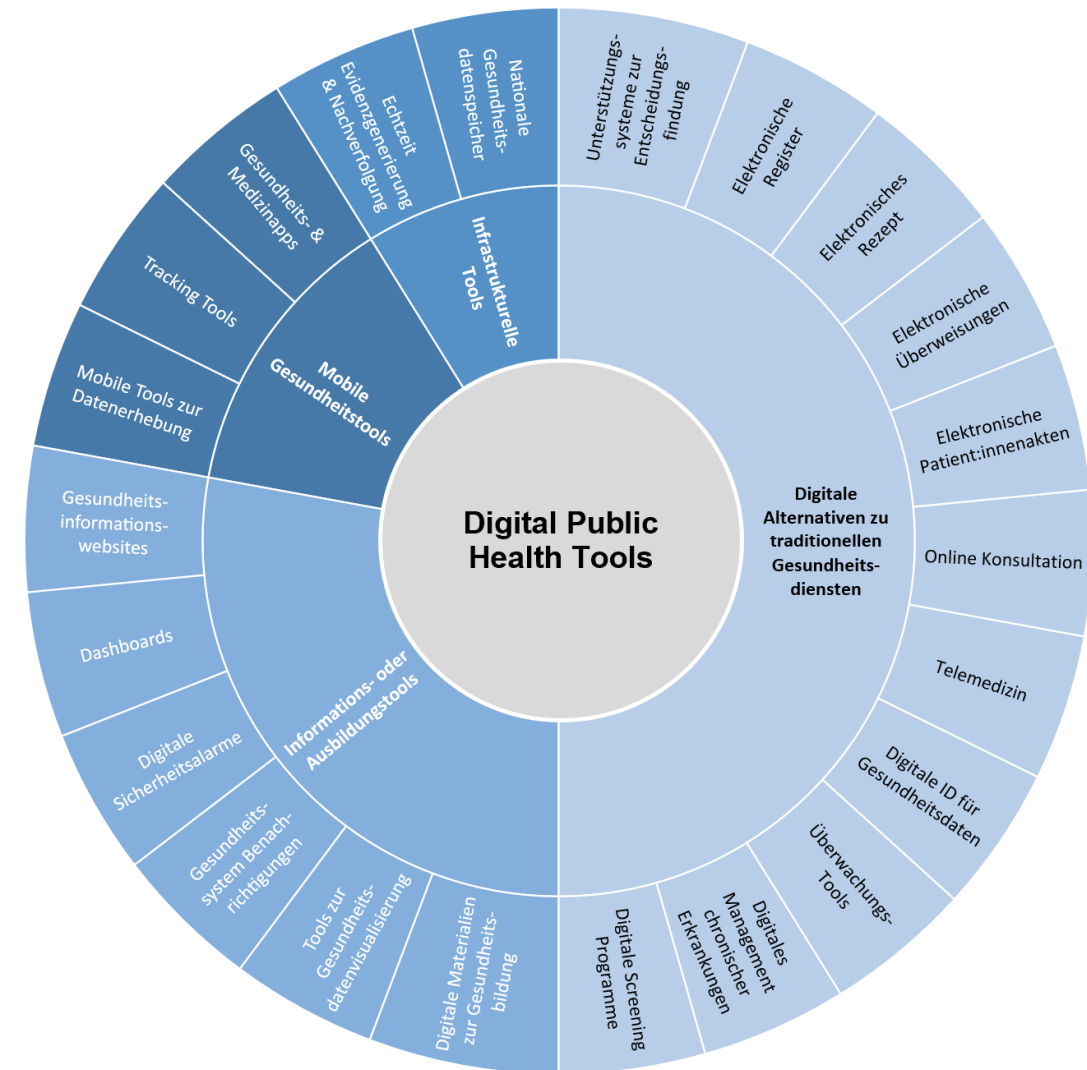 Digital Public
Health Tools
Digitale
Alternativen zu
traditionellen
Gesundheits-
diensten
Unterstützungs-
systeme zur
Entscheidungs-
findung
Elektronische
Register
Elektronisches
Rezept
Elektronische
Überweisungen
Elektronische
Patient:innenakten
Online Konsultation
Telemedizin
Digitale ID für
Gesundheitsdaten
Überwachungs-
Tools
Digitales
Management
chronischer
Erkrankungen
Digitale Screening
Programme
Informations- oder
Ausbildungstools
Digitale Materialien
zur Gesundheits-
bildung
Tools zur
Gesundheits-
datenvisualisierung
Gesundheits-
system Benach-
richtigungen
Digitale
Sicherheitsalarme
Dashboards
Gesundheits-
informations-
websites
Mobile
Gesundheitstools
Mobile Tools zur
Datenerhebung
Tracking Tools
Gesundheits- &
Medizinapps
Infrastrukturelle
Tools
Echtzeit
Evidenzgenerierung
& Nachverfolgung
Nationale
Gesundheits-
datenspeicher